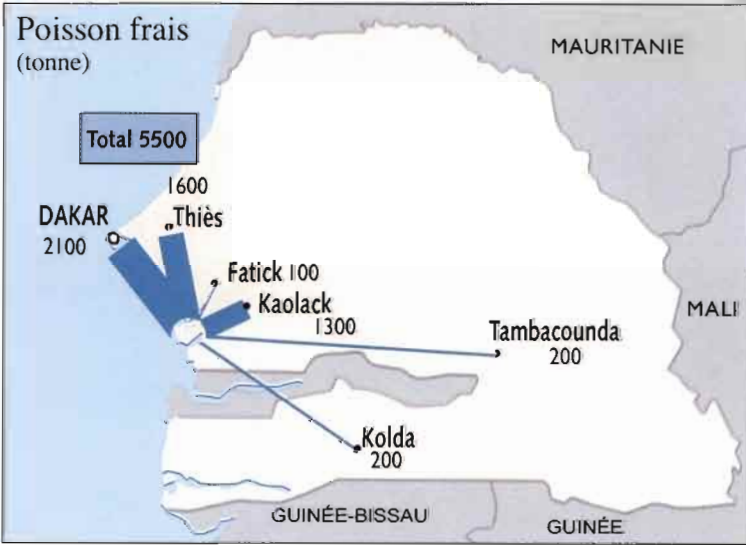 Poisson frais
(tonne)
MAURITANIE
Total 5500
1600
DAKAR
2100
Thiès
Fatick 100
Kaolack
1300
MALI
Tambacounda
200
Kolda
200
GUINÉE-BISSAU
GUINÉE